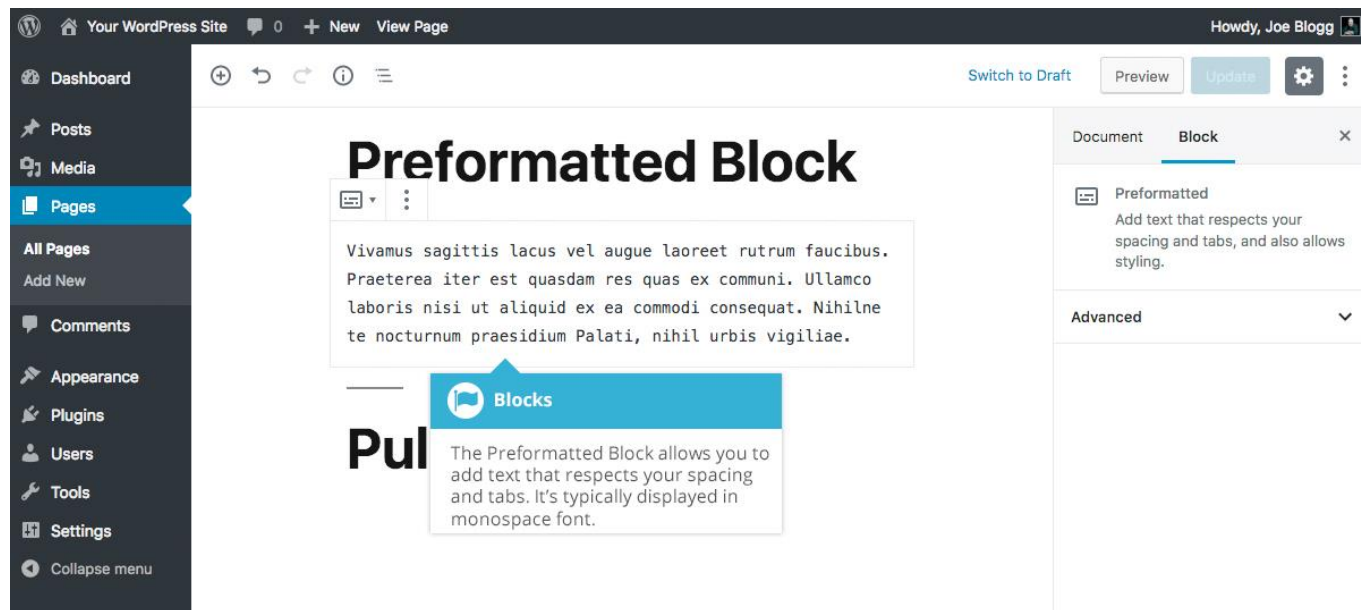 Your WordPress Site 0 New View Page Howdy, Joe Blogg
Dashboard
Posts
Media
Pages
All Pages
Add New
Comments
Appearance
Plugins
Users
Tools
Settings
Collapse menu
Switch to Draft Preview Update
Preformatted Block
Vivamus sagittis lacus vel augue laoreet rutrum faucibus.
Praeterea iter est quasdam res quas ex communi. Ullamco
laboris nisi ut aliquid ex ea commodi consequat. Nihilne
te nocturnum praesidium Palati, nihil urbis vigiliae.
Blocks
The Preformatted Block allows you to
add text that respects your spacing
and tabs. It's typically displayed in
monospace font.
Pul
Document Block
Preformatted
Add text that respects your
spacing and tabs, and also allows
styling.
Advanced